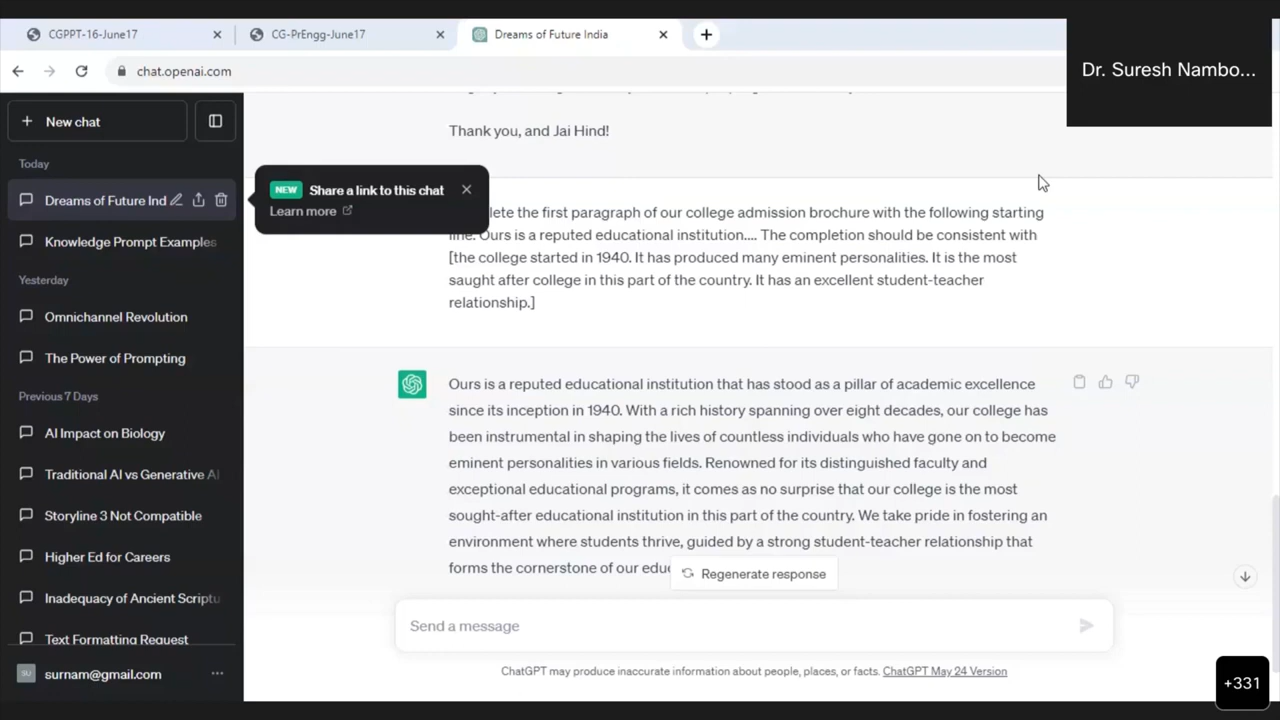 CGPPT-16-June17
CG-PrEngg-June17
Dreams of Future India
chat.openai.com
Dr. Suresh Nambo...
New chat
Today
Dreams of Future Ind
Knowledge Prompt Examples
Yesterday
Omnichannel Revolution
The Power of Prompting
Previous 7 Days
AI Impact on Biology
Traditional AI vs Generative AI
Storyline 3 Not Compatible
Higher Ed for Careers
Inadequacy of Ancient Scriptu
Text Formatting Request
SU
surnam@gmail.com
NEW Share a link to this chat
Learn more
Thank you, and Jai Hind!
lete the first paragraph of our college admission brochure with the following starting
line. Ours is a reputed educational institution.... The completion should be consistent with
[the college started in 1940. It has produced many eminent personalities. It is the most
saught after college in this part of the country. It has an excellent student-teacher
relationship.]
Ours is a reputed educational institution that has stood as a pillar of academic excellence
since its inception in 1940. With a rich history spanning over eight decades, our college has
been instrumental in shaping the lives of countless individuals who have gone on to become
eminent personalities in various fields. Renowned for its distinguished faculty and
exceptional educational programs, it comes as no surprise that our college is the most
sought-after educational institution in this part of the country. We take pride in fostering an
environment where students thrive, guided by a strong student-teacher relationship that
forms the cornerstone of our educ
Regenerate response
Send a message
ChatGPT may produce inaccurate information about people, places, or facts. ChatGPT May 24 Version
+331